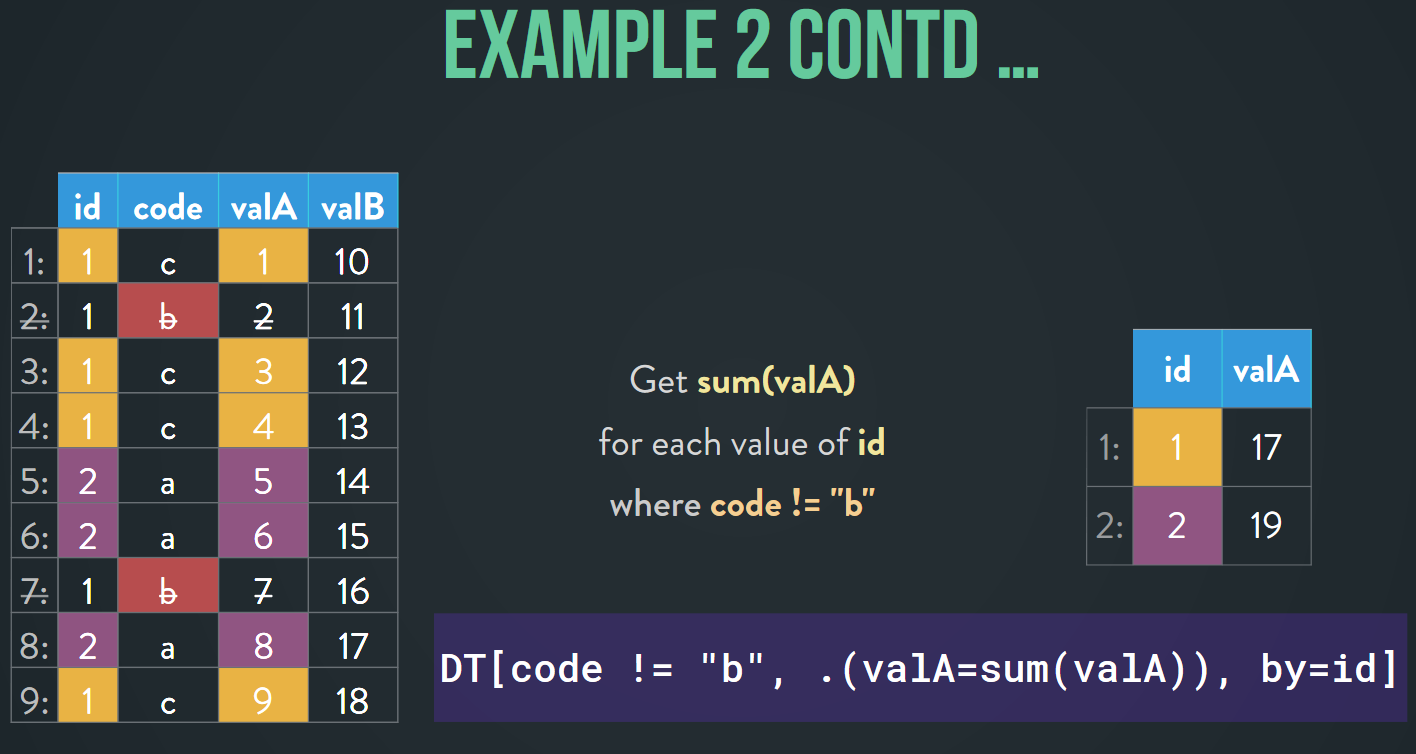 EXAMPLE 2 CONTD ...
id code valA valB
1: 1 c 1 10
2: 1 b 2 11
3: 1 c 3 12
4: 1 c 4 13
5: 2 a 5 14
6: 2 a 6 15
7: 1 b 7 16
8: 2 a 8 17
9: 1 c 9 18
Get sum(valA)
for each value of id
where code != "b"
id valA
1: 1 17
2: 2 19
DT[code != "b", .(valA=sum(valA)), by=id]